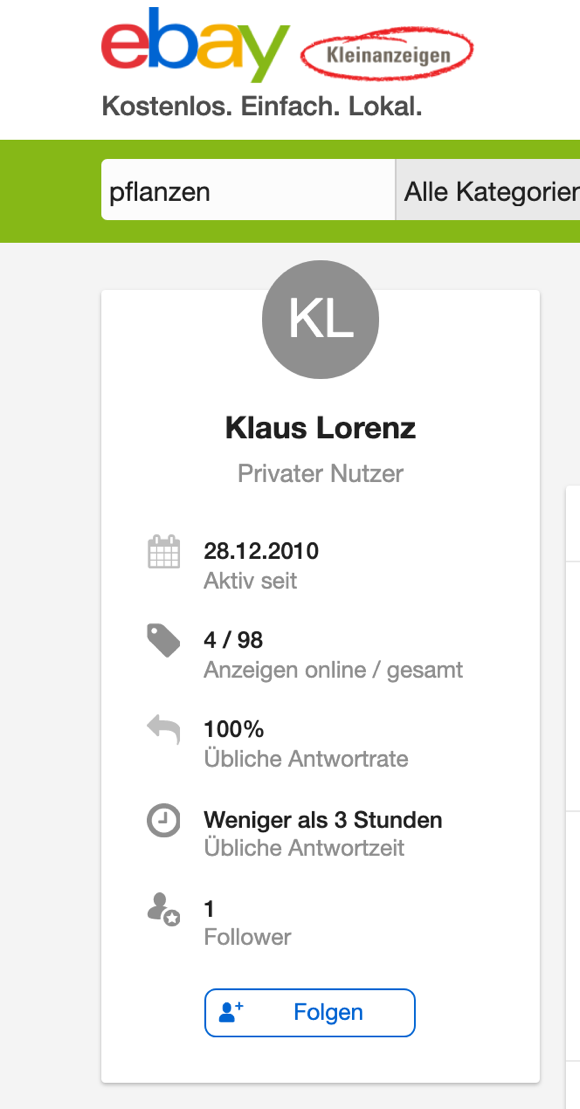 ebay Kleinanzeigen
Kostenlos. Einfach. Lokal.
pflanzen Alle Kategorien
KL
Klaus Lorenz
Privater Nutzer
28.12.2010
Aktiv seit
4 / 98
Anzeigen online / gesamt
100%
Übliche Antwortrate
Weniger als 3 Stunden
Übliche Antwortzeit
1
Follower
Folgen